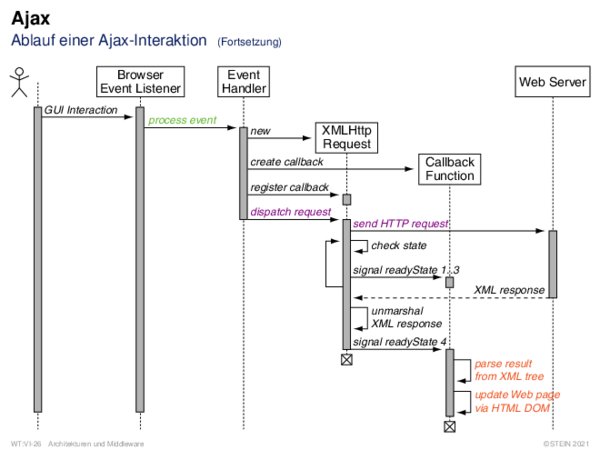 Ajax
Ablauf einer Ajax-Interaktion (Fortsetzung)
Browser
Event Listener
Event
Handler
Web Server
GUI Interaction
process event
new
XMLHttp
Request
create callback
Callback
Function
register callback
dispatch request
send HTTP request
check state
signal readyState 1..3
XML response
unmarshal
XML response
signal readyState 4
parse result
from XML tree
update Web page
via HTML DOM
WT:VI-26 Architekturen und Middleware
©STEIN 2021